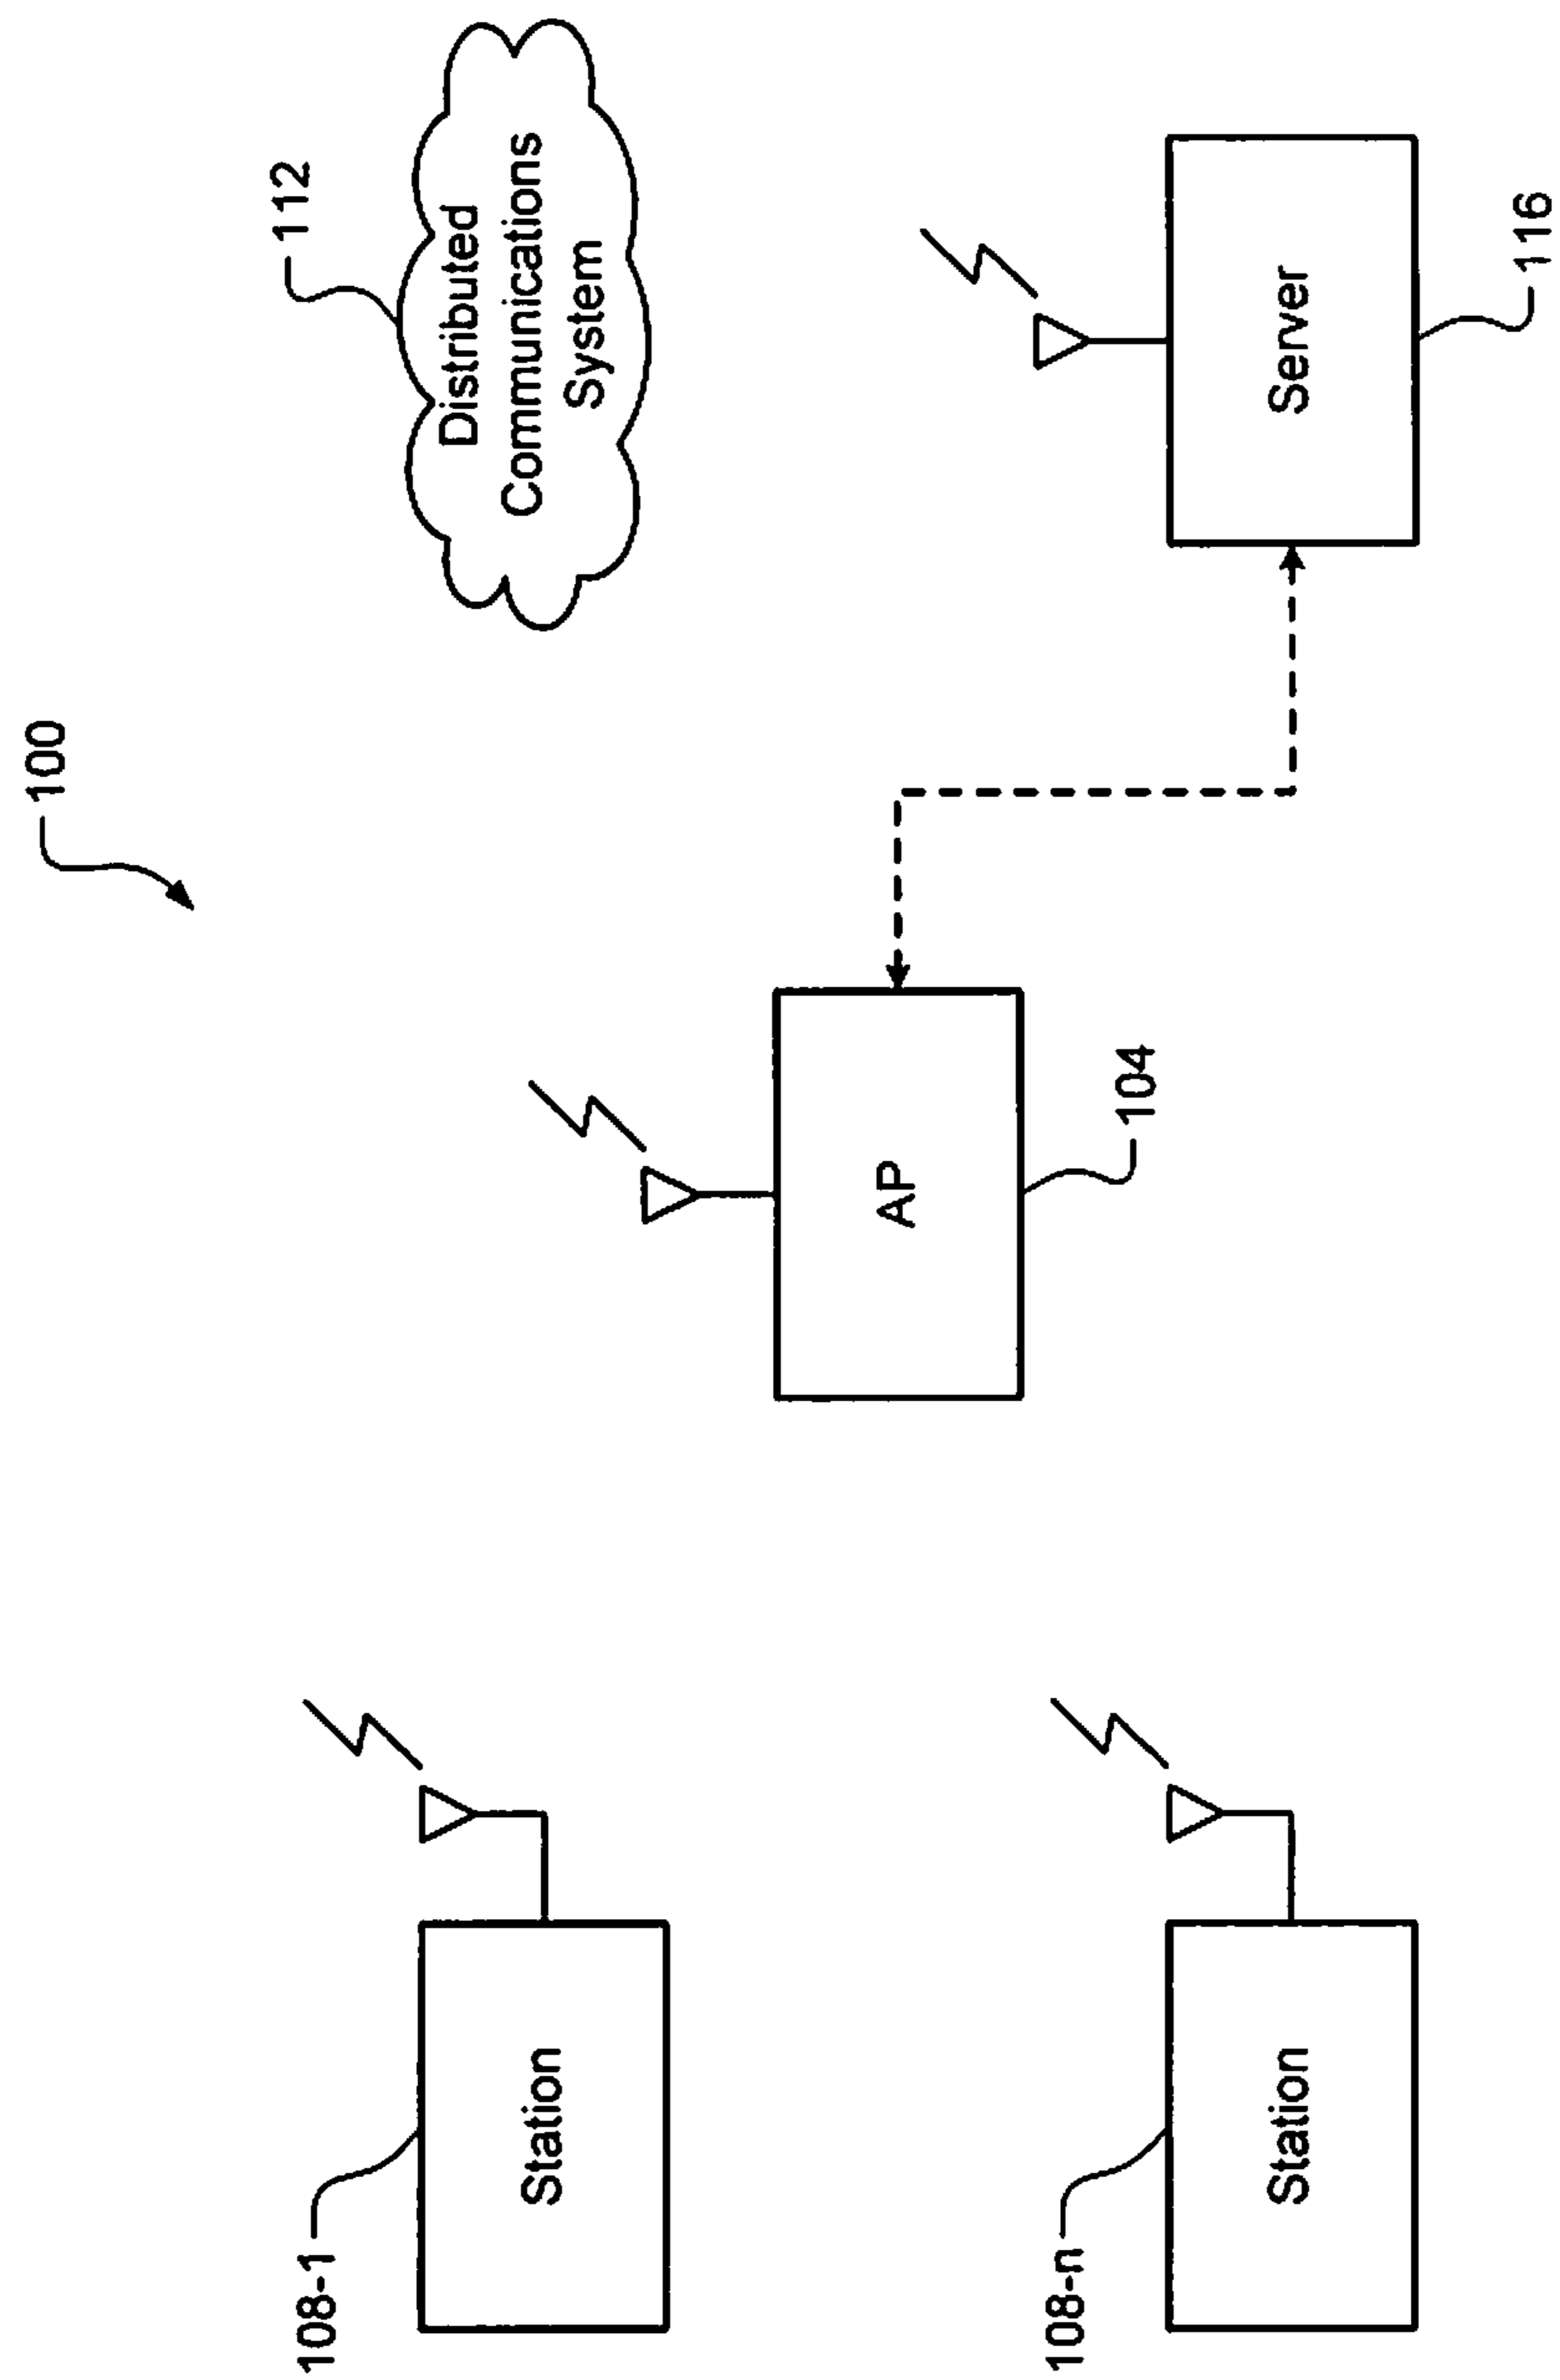 100
112
Distributed
Communications
System
108-1
Station
AP
104
108-n
Station
Server
116